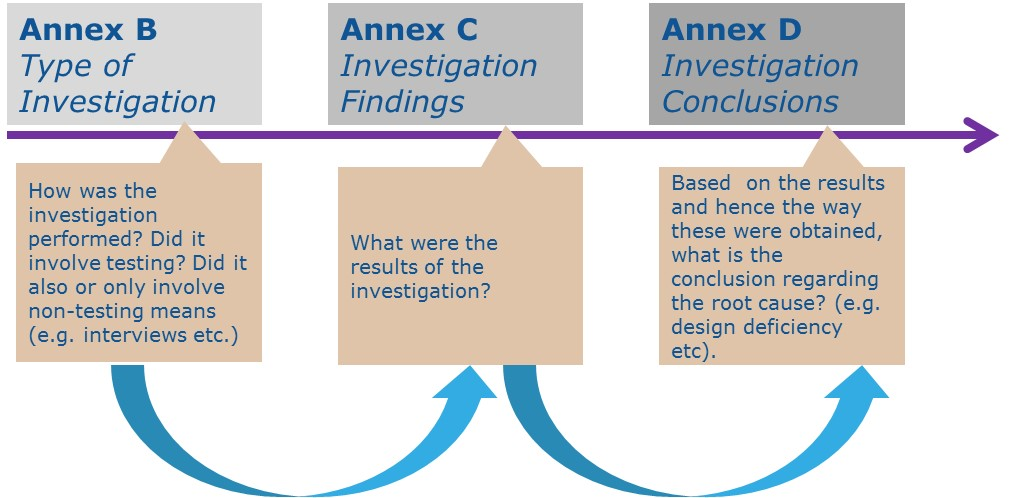 Annex B
Type of
Investigation
Annex C
Investigation
Findings
Annex D
Investigation
Conclusions
How was the
investigation
performed? Did it
involve testing? Did it
also or only involve
non-testing means
(e.g. interviews etc.)
What were the
results of the
investigation?
Based  on the results
and hence the way
these were obtained,
what is the
conclusion regarding
the root cause? (e.g.
design deficiency
etc).